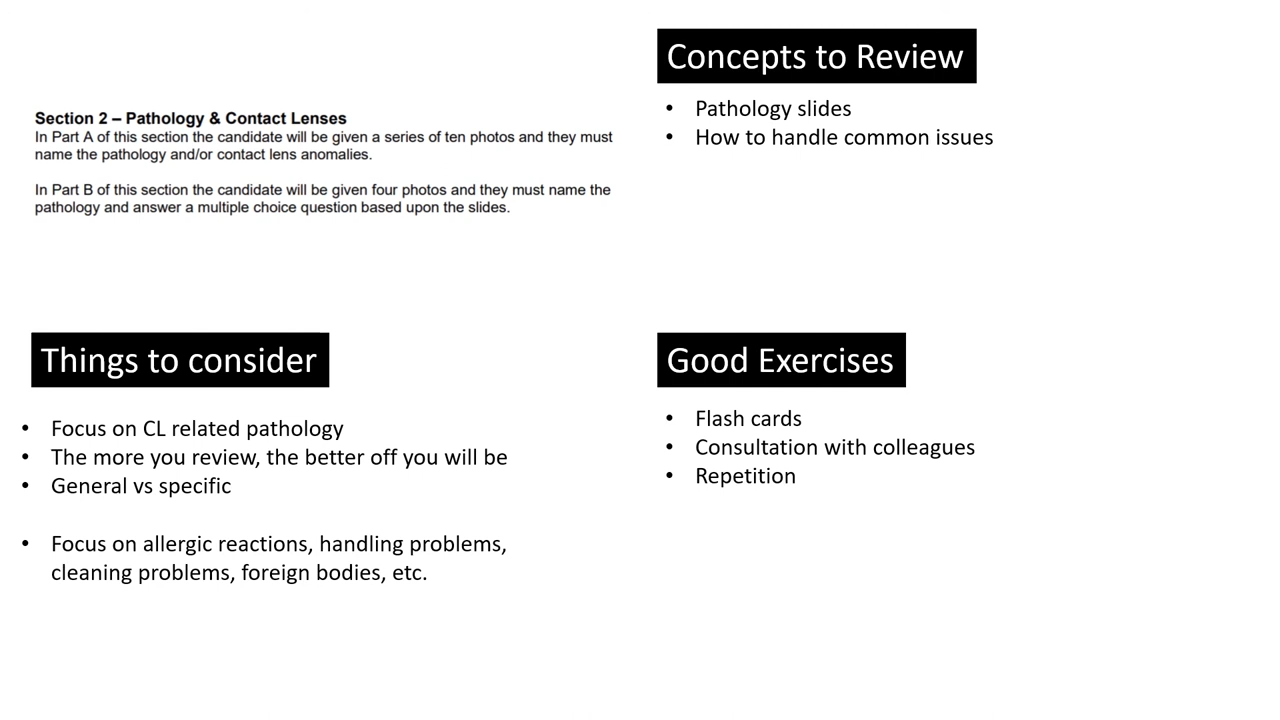 Section 2 – Pathology & Contact Lenses
In Part A of this section the candidate will be given a series of ten photos and they must
name the pathology and/or contact lens anomalies.
In Part B of this section the candidate will be given four photos and they must name the
pathology and answer a multiple choice question based upon the slides.
Concepts to Review
• Pathology slides
• How to handle common issues
Things to consider
• Focus on CL related pathology
• The more you review, the better off you will be
• General vs specific
• Focus on allergic reactions, handling problems,
cleaning problems, foreign bodies, etc.
Good Exercises
• Flash cards
• Consultation with colleagues
• Repetition